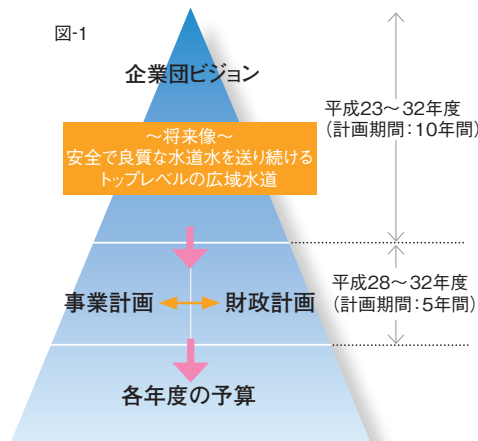 図-1
企業団ビジョン
～将来像～
安全で良質な水道水を送り続ける
トップレベルの広域水道
平成23～32年度
（計画期間：10年間）
事業計画
財政計画
平成28～32年度
（計画期間：5年間）
各年度の予算